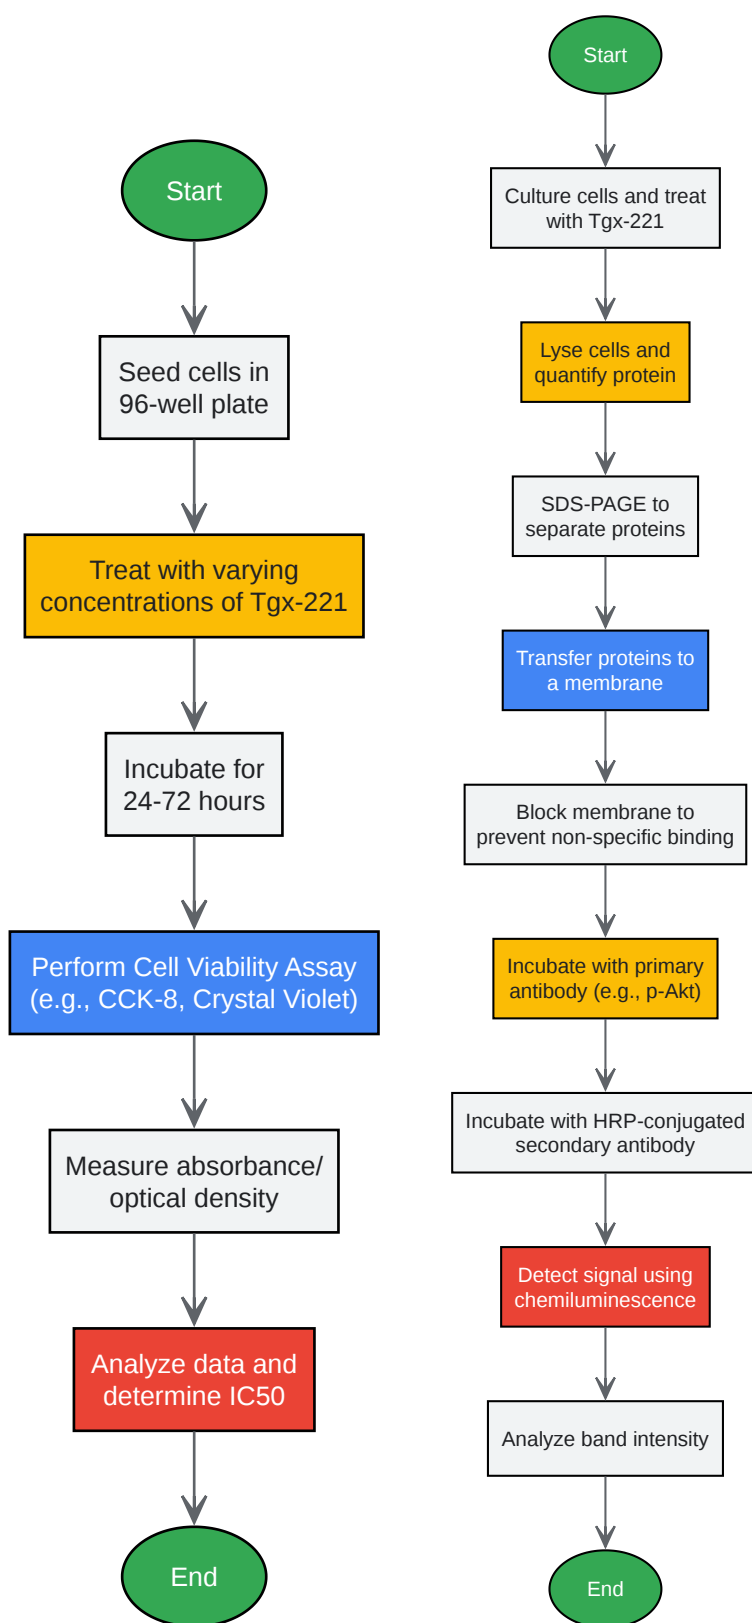 Start
Seed cells in
96-well plate
Treat with varying
concentrations of Tgx-221
Incubate for
24-72 hours
Perform Cell Viability Assay
(e.g., CCK-8, Crystal Violet)
Measure absorbance/
optical density
Analyze data and
determine IC50
End
Start
Culture cells and treat
with Tgx-221
Lyse cells and
quantify protein
SDS-PAGE to
separate proteins
Transfer proteins to
a membrane
Block membrane to
prevent non-specific binding
Incubate with primary
antibody (e.g., p-Akt)
Incubate with HRP-conjugated
secondary antibody
Detect signal using
chemiluminescence
Analyze band intensity
End